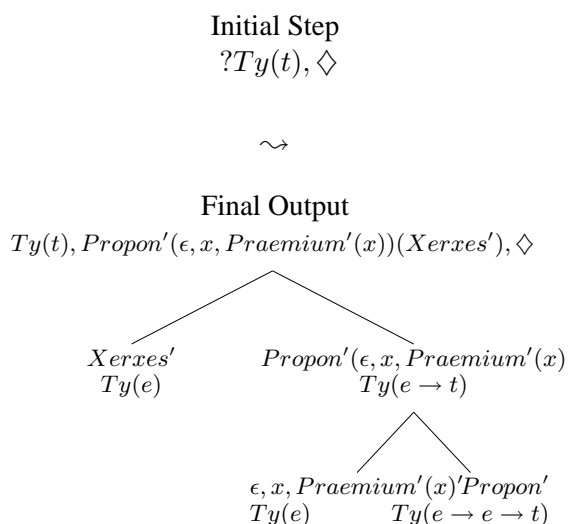 Initial Step
?Ty(t), ♢
⇝
Final Output
Ty(t), Propon′(ϵ, x, Praemium′(x))(Xerxes′), ♢
Xerxes′ Propon′(ϵ, x, Praemium′(x)
Ty(e) Ty(e → t)
ϵ, x, Praemium′(x)′Propon′
Ty(e) Ty(e → e → t)